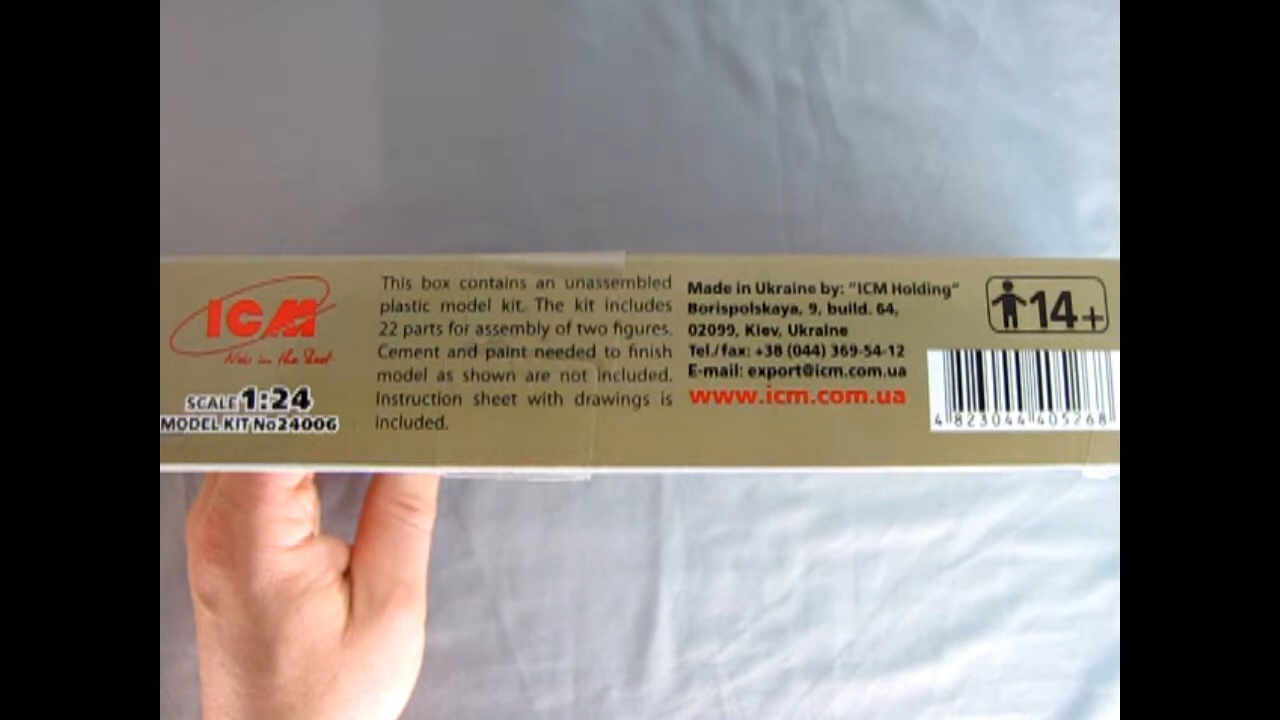 ICM
New in the Best
SCALE 1:24
MODEL KIT No24006
This box contains an unassembled
plastic model kit. The kit includes
22 parts for assembly of two figures.
Cement and paint needed to finish
model as shown are not included.
Instruction sheet with drawings is
included.
Made in Ukraine by: “ICM Holding”
Borispolskaya, 9, build. 64,
02099, Kiev, Ukraine
Tel./fax: +38 (044) 369-54-12
E-mail: export@icm.com.ua
www.icm.com.ua
14+
4 823044 405268